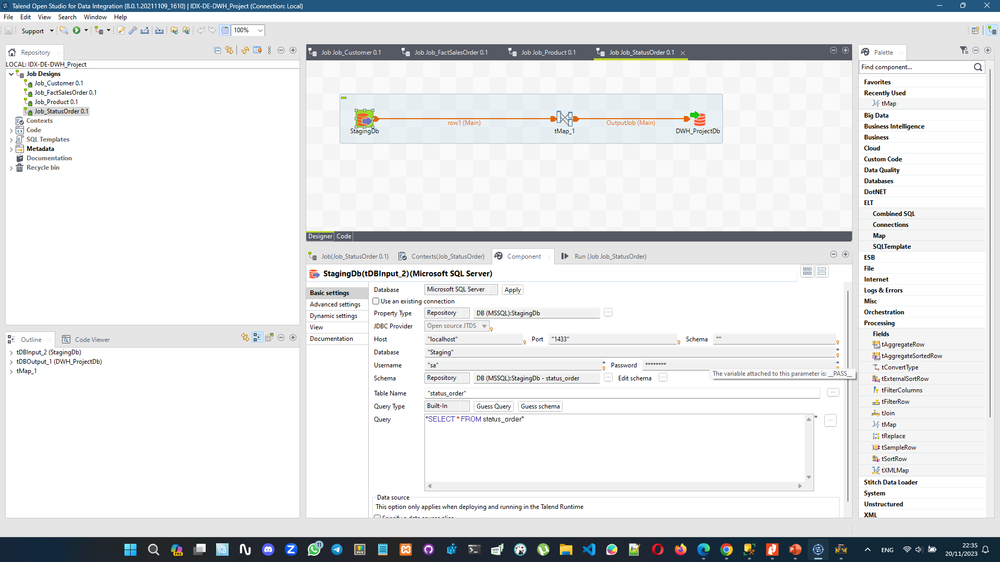 Talend Open Studio for Data Integration (8.0.1.20211109_1610) | IDX-DE-DWH_Project (Connection: Local)
File Edit View Search Window Help
Support 100%
Repository
LOCAL: IDX-DE-DWH_Project
Job Designs
Job_Customer 0.1
Job_FactSalesOrder 0.1
Job_Product 0.1
Job_StatusOrder 0.1
Contexts
Code
SQL Templates
Metadata
Documentation
Recycle bin
Outline Code Viewer
tDBInput_2 (StagingDb)
tDBOutput_1 (DWH_ProjectDb)
tMap_1
Job Job_Customer 0.1 Job Job_FactSalesOrder 0.1 Job Job_Product 0.1 Job Job_StatusOrder 0.1
row1 (Main) OutputJob (Main)
StagingDb tMap_1 DWH_ProjectDb
Designer Code
Job(Job_StatusOrder 0.1) Contexts(Job_StatusOrder) Component Run (Job Job_StatusOrder)
StagingDb(tDBInput_2)(Microsoft SQL Server)
Basic settings
Advanced settings
Dynamic settings
View
Documentation
Database Microsoft SQL Server Apply
Use an existing connection
Property Type Repository DB (MSSQL):StagingDb
JDBC Provider Open source JTDS
Host "localhost" Port "1433" Schema ""
Database "Staging" *
Username "sa" * Password ******** *
The variable attached to this parameter is: __PASS__
Schema Repository DB (MSSQL):StagingDb - status_order Edit schema
Table Name "status_order"
Query Type Built-In Guess Query Guess schema
Query "SELECT * FROM status_order" *
Data source
This option only applies when deploying and running in the Talend Runtime
Specify a data source alias
Palette
Find component...
Favorites
Recently Used
tMap
Big Data
Business Intelligence
Business
Cloud
Custom Code
Data Quality
Databases
DotNET
ELT
Combined SQL
Connections
Map
SQLTemplate
ESB
File
Internet
Logs & Errors
Misc
Orchestration
Processing
Fields
tAggregateRow
tAggregateSortedRow
tConvertType
tExternalSortRow
tFilterColumns
tFilterRow
tJoin
tMap
tReplace
tSampleRow
tSortRow
tXMLMap
Stitch Data Loader
System
Unstructured
XML
PRE
11
ENG
22:35
20/11/2023